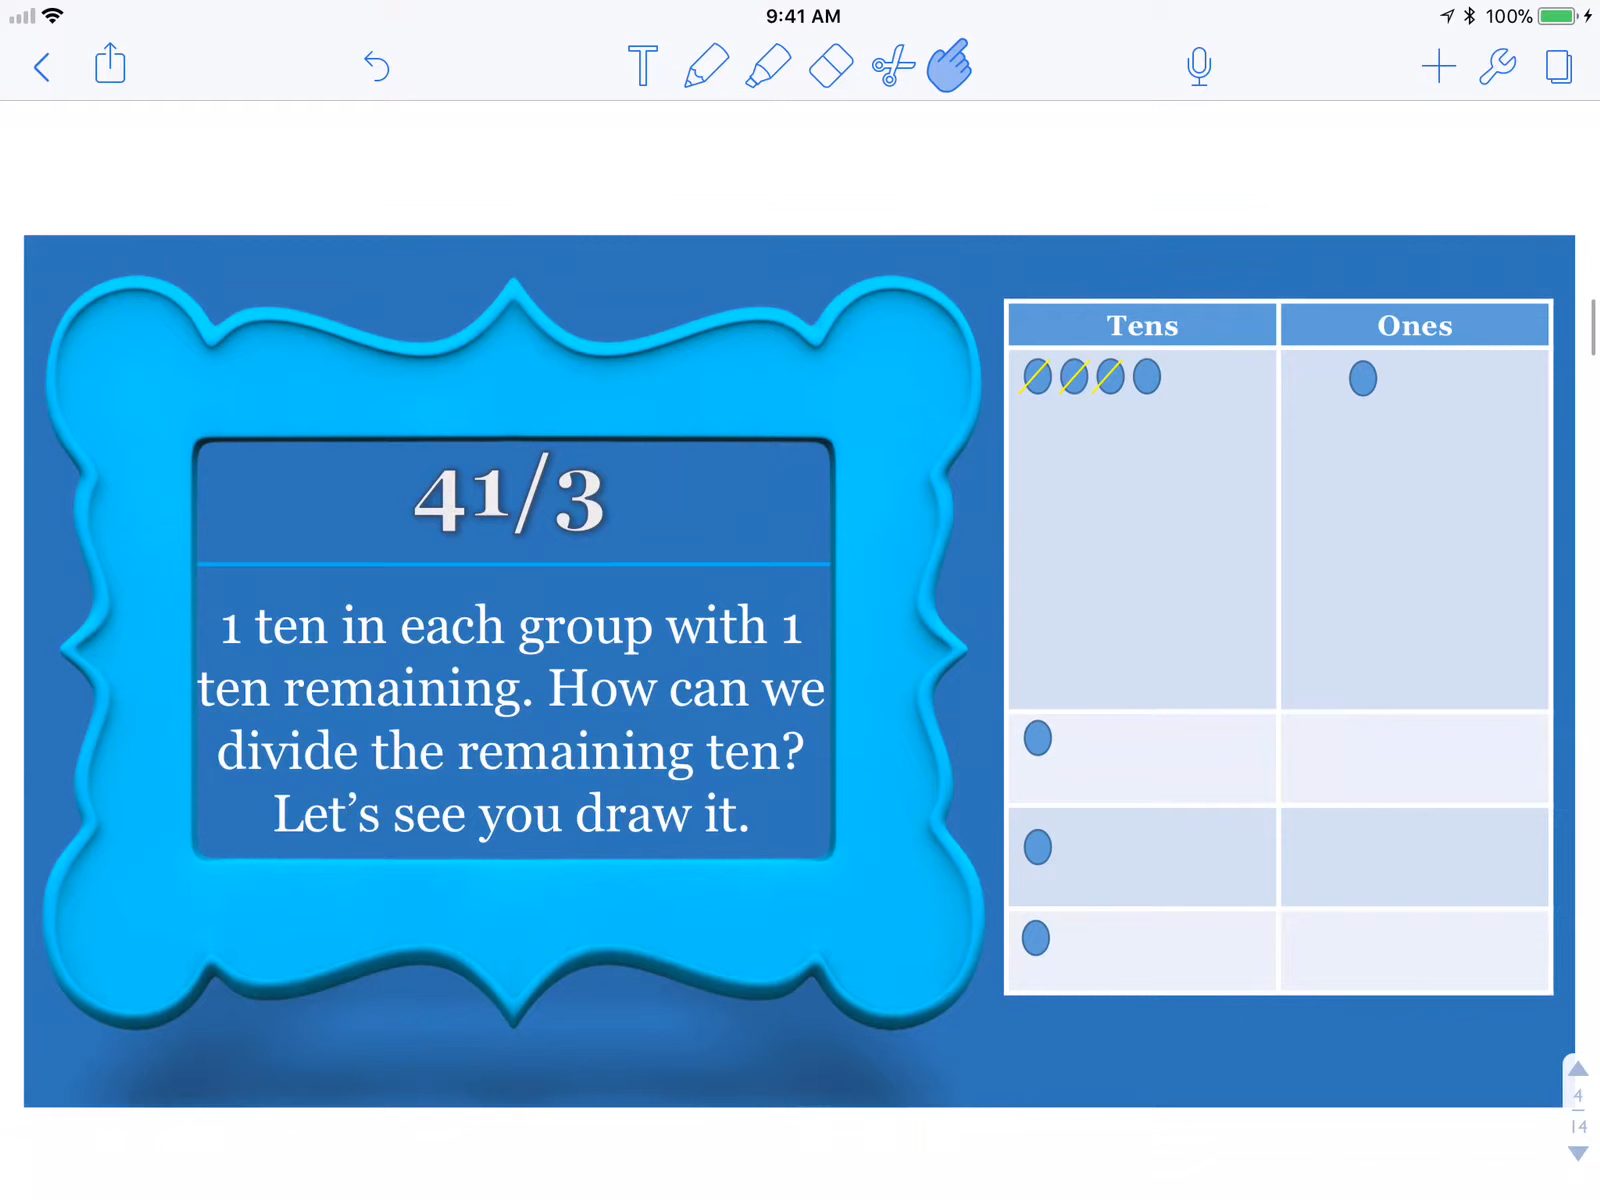 9:41 AM
100%
T
Tens
Ones
41/3
1 ten in each group with 1
ten remaining. How can we
divide the remaining ten?
Let’s see you draw it.
4
14